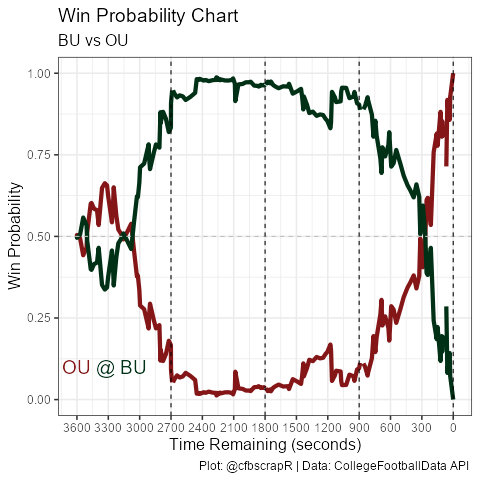 Win Probability Chart
BU vs OU
1.00
0.75
0.50
0.25
0.00
Win Probability
OU @ BU
3600 3300 3000 2700 2400 2100 1800 1500 1200 900 600 300 0
Time Remaining (seconds)
Plot: @cfbscrapR | Data: CollegeFootballData API